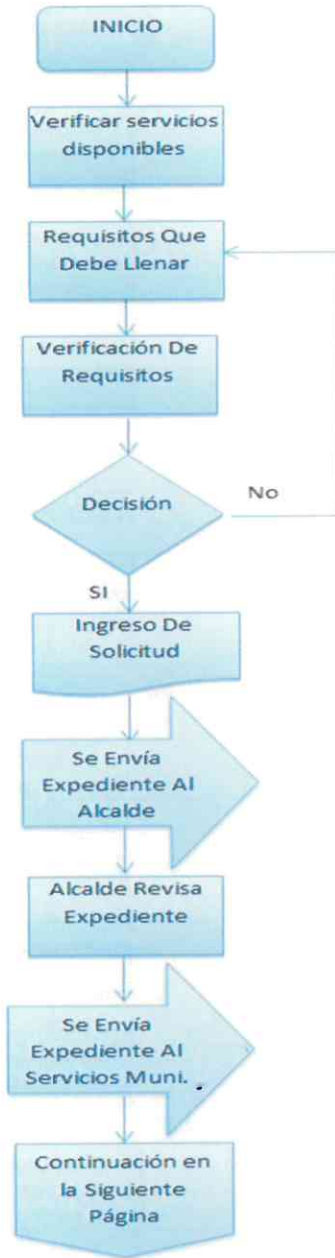 INICIO
Verificar servicios
disponibles
Requisitos Que
Debe Llenar
Verificación De
Requisitos
Decisión
No
SI
Ingreso De
Solicitud
Se Envía
Expediente Al
Alcalde
Alcalde Revisa
Expediente
Se Envía
Expediente Al
Servicios Muni.
Continuación en
la Siguiente
Página